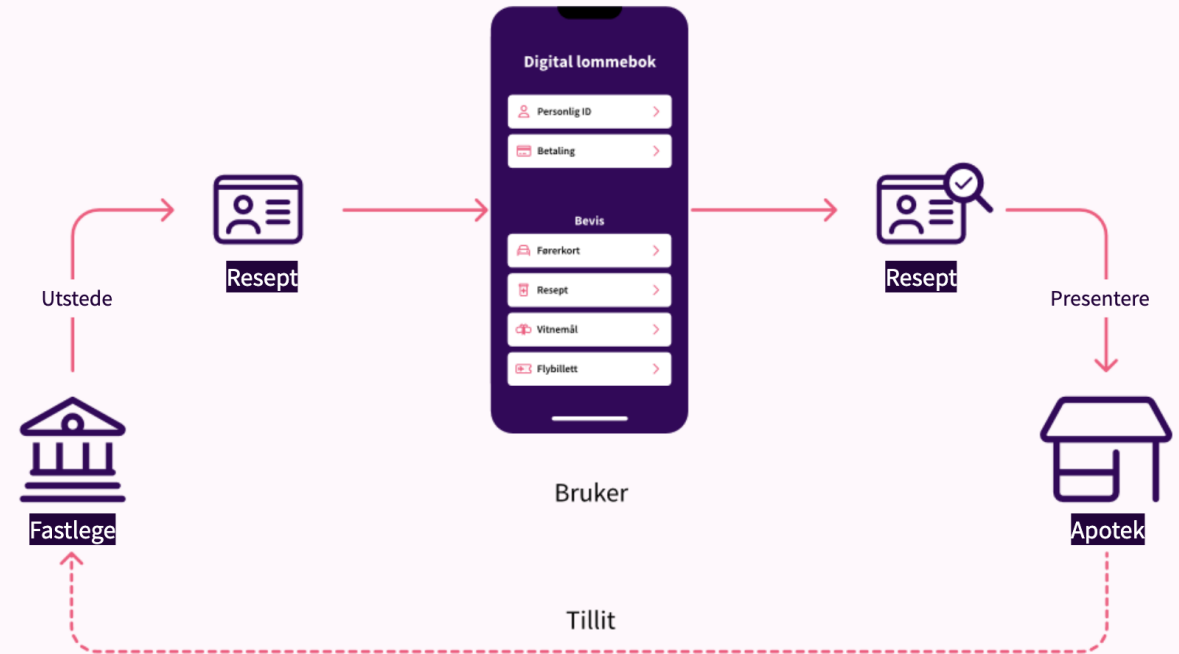 Digital lommebok
Personlig ID
Betaling
Bevis
Førerkort
Resept
Vitnemål
Flybillett
Resept
Resept
Utstede
Presentere
Fastlege
Bruker
Apotek
Tillit